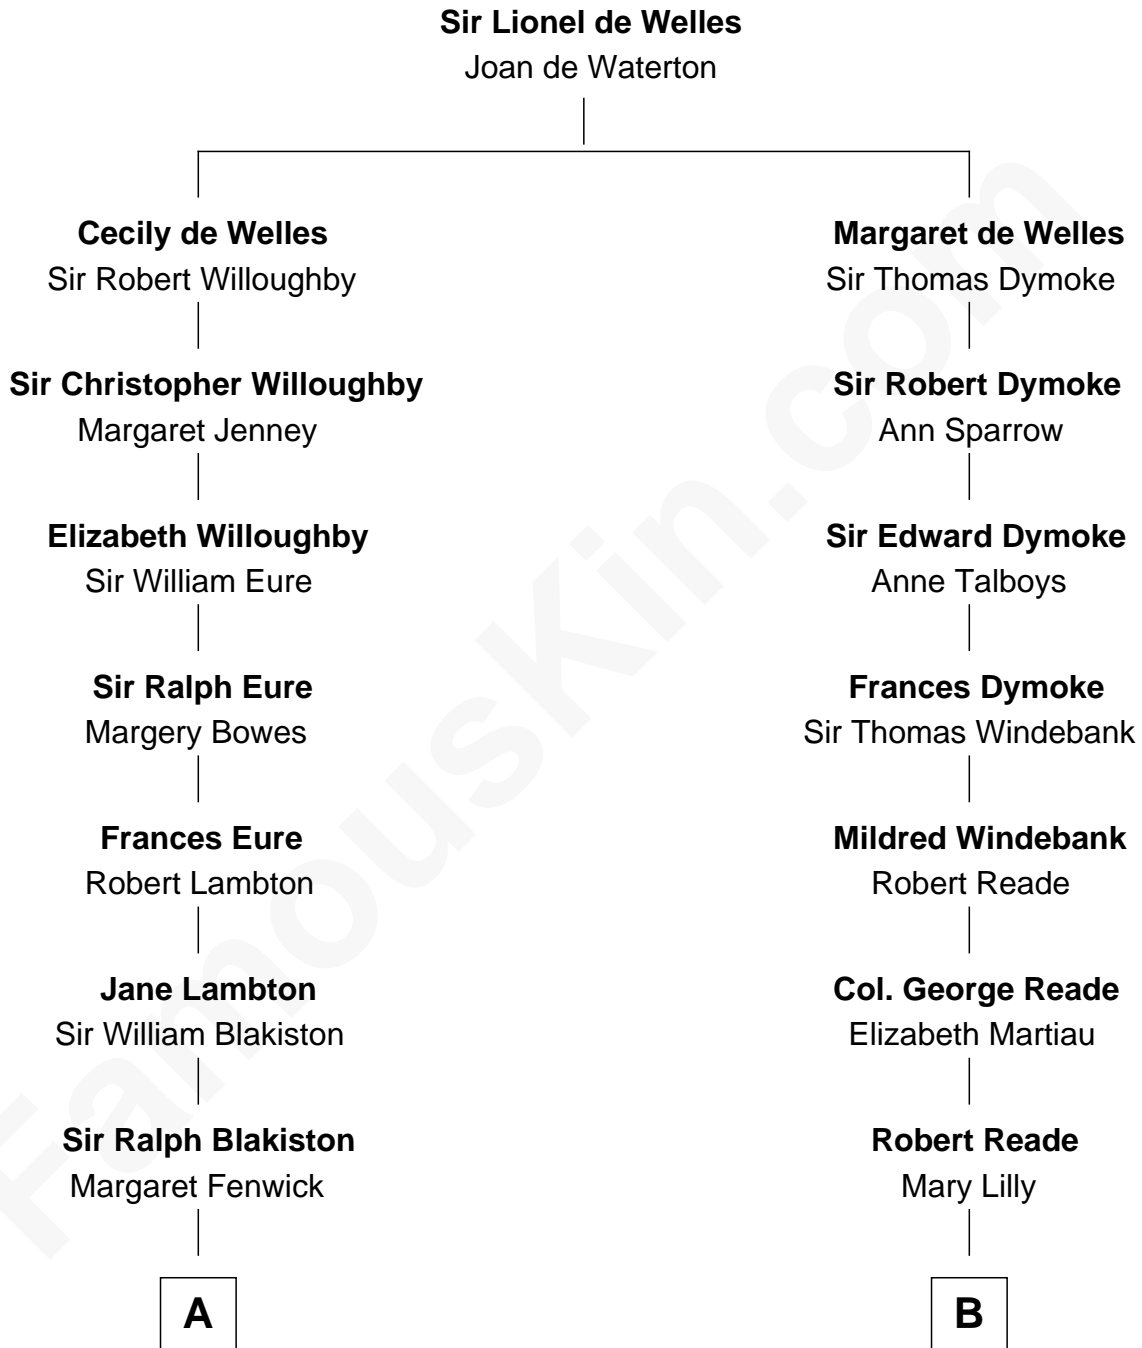 Sir Lionel de Welles
Joan de Waterton
Cecily de Welles
Sir Robert Willoughby
Margaret de Welles
Sir Thomas Dymoke
Sir Christopher Willoughby
Margaret Jenney
Sir Robert Dymoke
Ann Sparrow
Elizabeth Willoughby
Sir William Eure
Sir Edward Dymoke
Anne Talboys
Sir Ralph Eure
Margery Bowes
Frances Dymoke
Sir Thomas Windebank
Frances Eure
Robert Lambton
Mildred Windebank
Robert Reade
Jane Lambton
Sir William Blakiston
Col. George Reade
Elizabeth Martiau
Sir Ralph Blakiston
Margaret Fenwick
Robert Reade
Mary Lilly
A
B
FamousKin.com